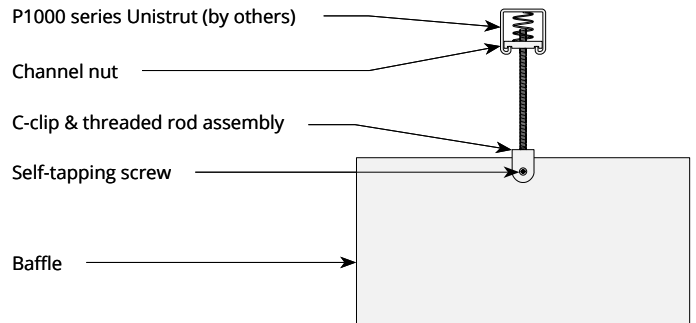 P1000 series Unistrut (by others)
Channel nut
C-clip & threaded rod assembly
Self-tapping screw
Baffle